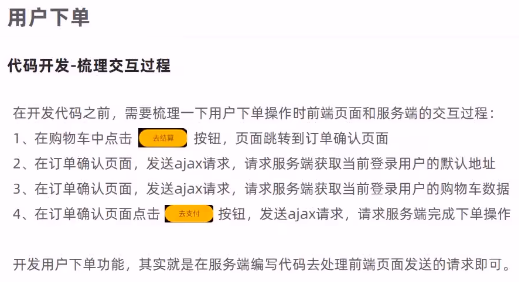 用户下单
代码开发-梳理交互过程
在开发代码之前，需要梳理一下用户下单操作时前端页面和服务端的交互过程：
1、在购物车中点击 去结算 按钮，页面跳转到订单确认页面
2、在订单确认页面，发送ajax请求，请求服务端获取当前登录用户的默认地址
3、在订单确认页面，发送ajax请求，请求服务端获取当前登录用户的购物车数据
4、在订单确认页面点击 去支付 按钮，发送ajax请求，请求服务端完成下单操作
开发用户下单功能，其实就是在服务端编写代码去处理前端页面发送的请求即可。